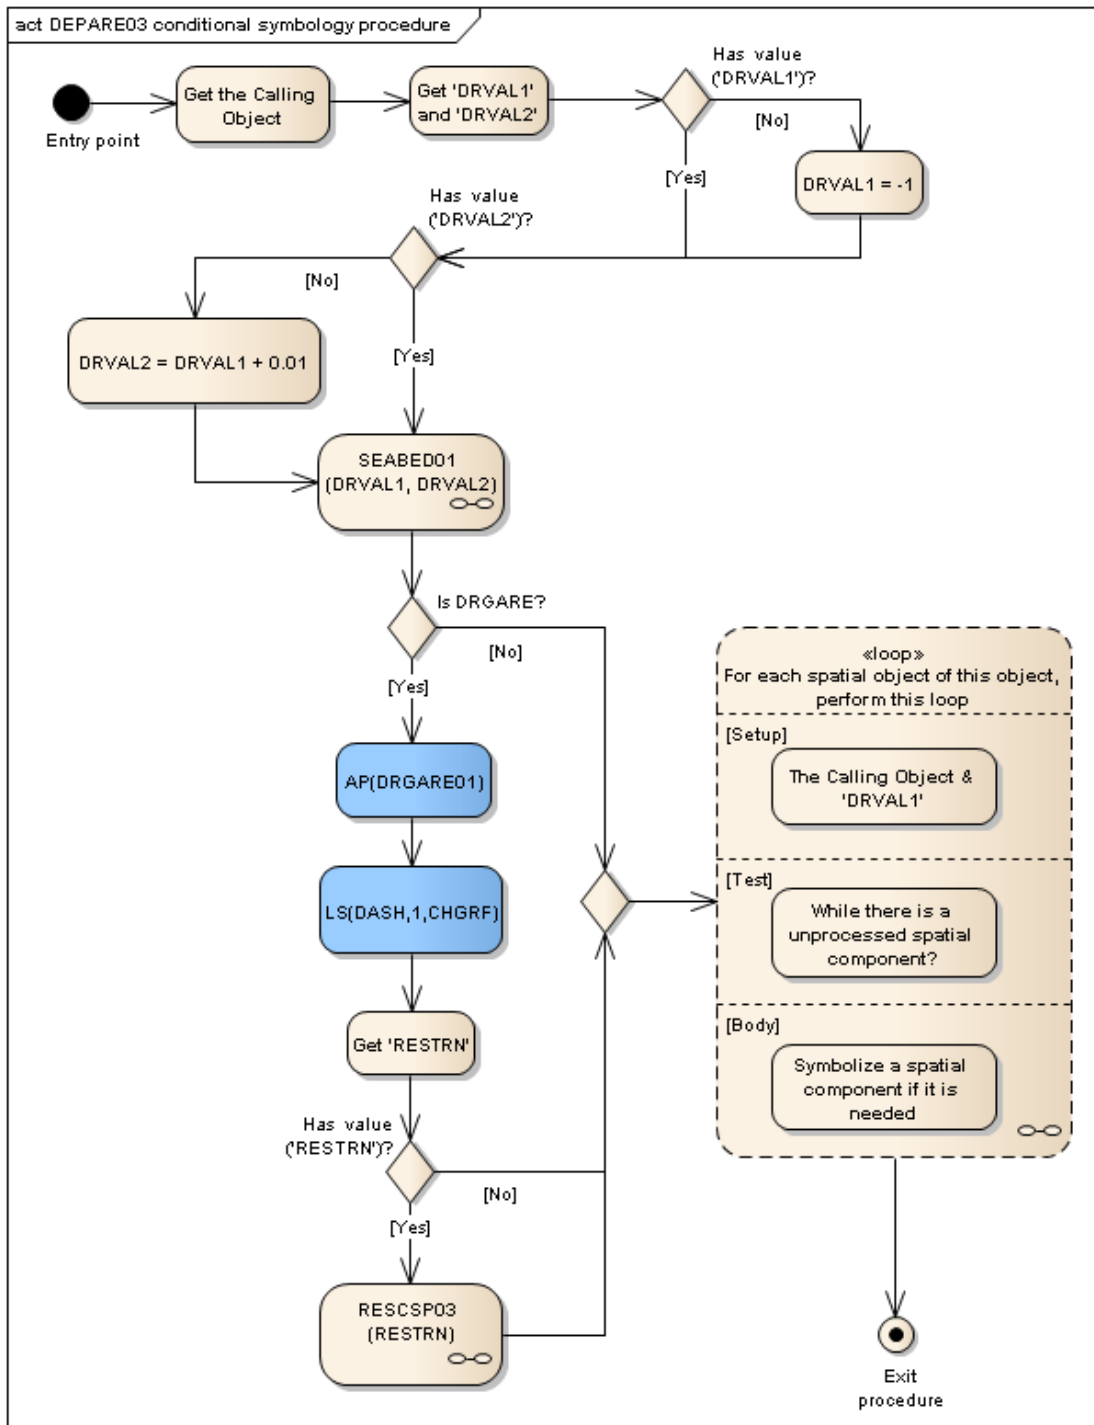 act DEPARE03 conditional symbology procedure
Entry point
Get the Calling
Object
Get 'DRVAL1'
and 'DRVAL2'
Has value
('DRVAL1')?
[No]
[Yes]
DRVAL1 = -1
Has value
('DRVAL2')?
[No]
[Yes]
DRVAL2 = DRVAL1 + 0.01
SEABED01
(DRVAL1, DRVAL2)
Is DRGARE?
[No]
[Yes]
AP(DRGARE01)
LS(DASH,1,CHGRF)
Get 'RESTRN'
Has value
('RESTRN')?
[No]
[Yes]
RESCSP03
(RESTRN)
«loop»
For each spatial object of this object,
perform this loop
[Setup]
The Calling Object &
'DRVAL1'
[Test]
While there is a
unprocessed spatial
component?
[Body]
Symbolize a spatial
component if it is
needed
Exit
procedure